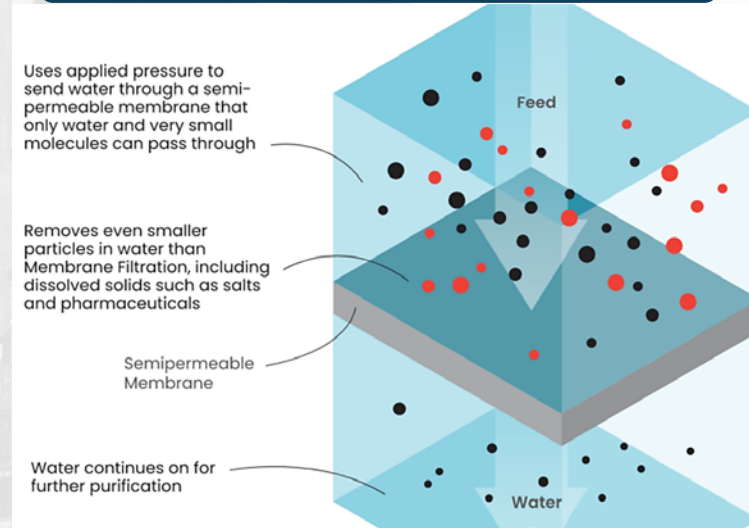 Uses applied pressure to
send water through a semi-
permeable membrane that
only water and very small
molecules can pass through
Feed
Removes even smaller
particles in water than
Membrane Filtration, including
dissolved solids such as salts
and pharmaceuticals
Semipermeable
Membrane
Water continues on for
further purification
Water